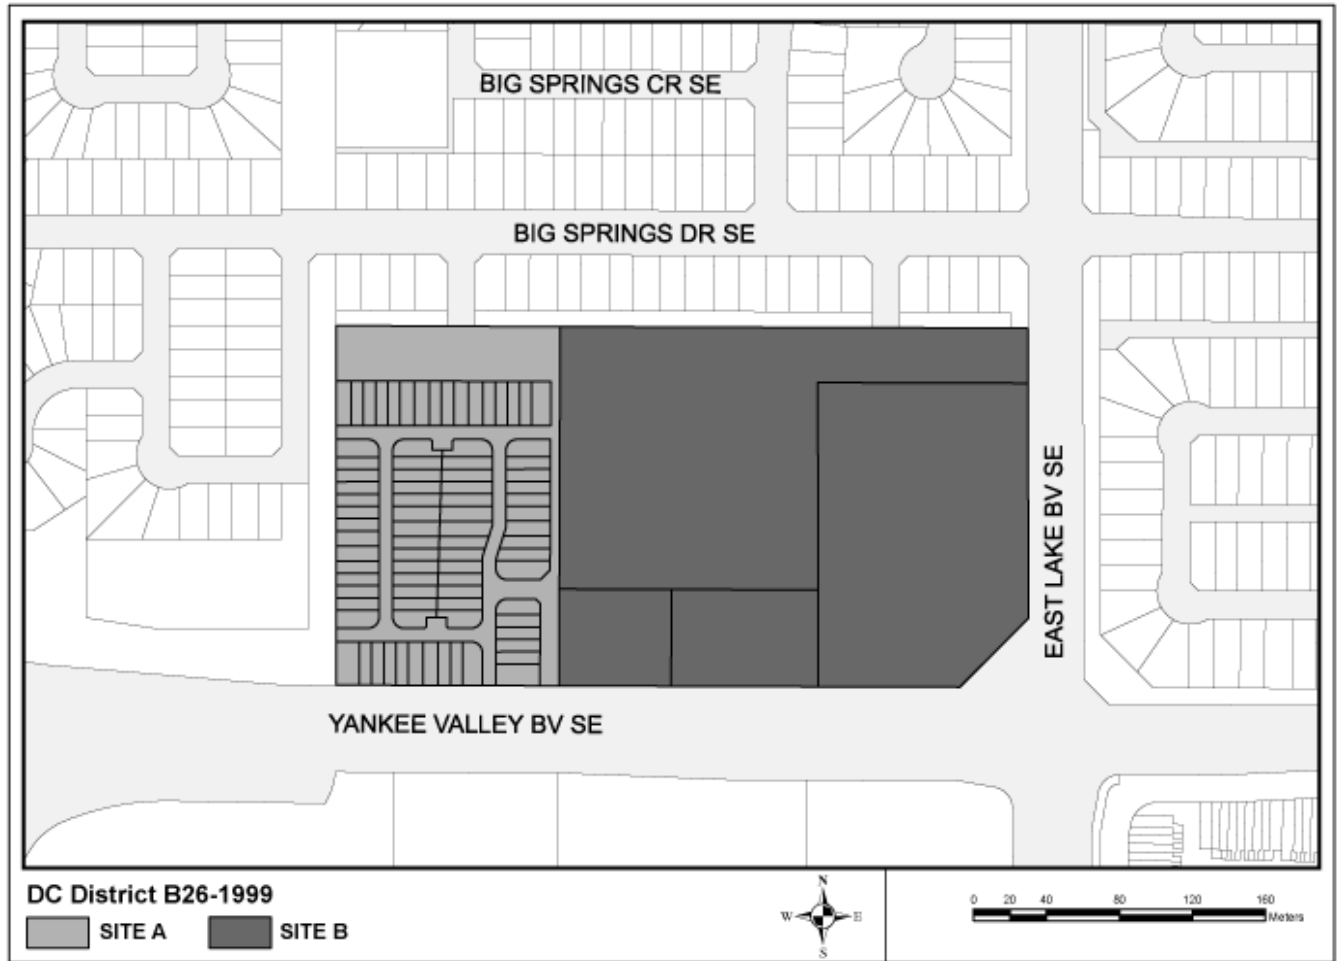 BIG SPRINGS CR SE
BIG SPRINGS DR SE
EAST LAKE BV SE
YANKEE VALLEY BV SE
DC District B26-1999
SITE A
SITE B
N
W E
S
0 20 40 80 120 160
Meters